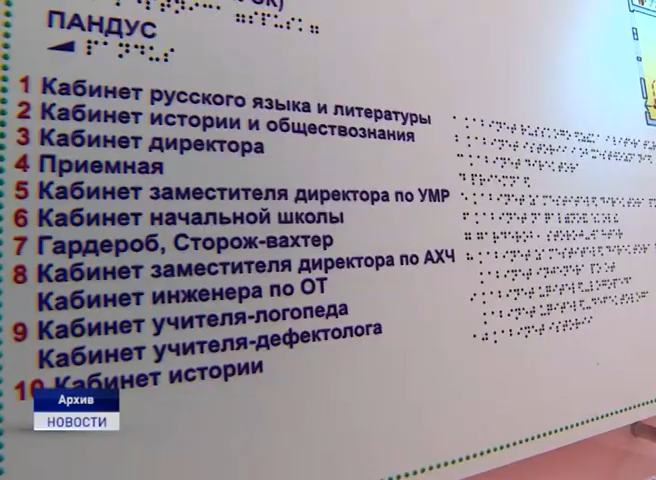 ПАНДУС
1 Кабинет русского языка и литературы
2 Кабинет истории и обществознания
3 Кабинет директора
4 Приемная
5 Кабинет заместителя директора по УМР
6 Кабинет начальной школы
7 Гардероб, Сторож-вахтер
8 Кабинет заместителя директора по АХЧ
Кабинет инженера по ОТ
9 Кабинет учителя-логопеда
Кабинет учителя-дефектолога
10 Кабинет истории
Архив
НОВОСТИ